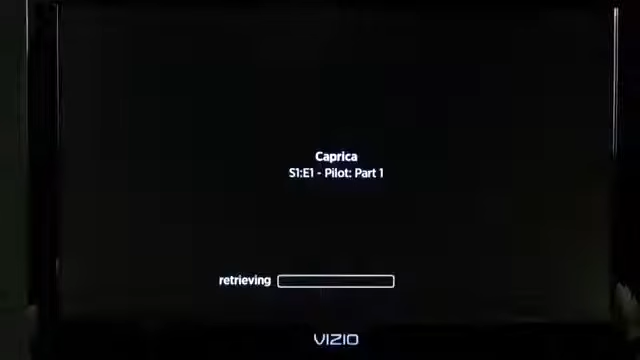 Caprica
S1:E1 - Pilot: Part 1
retrieving
VIZIO